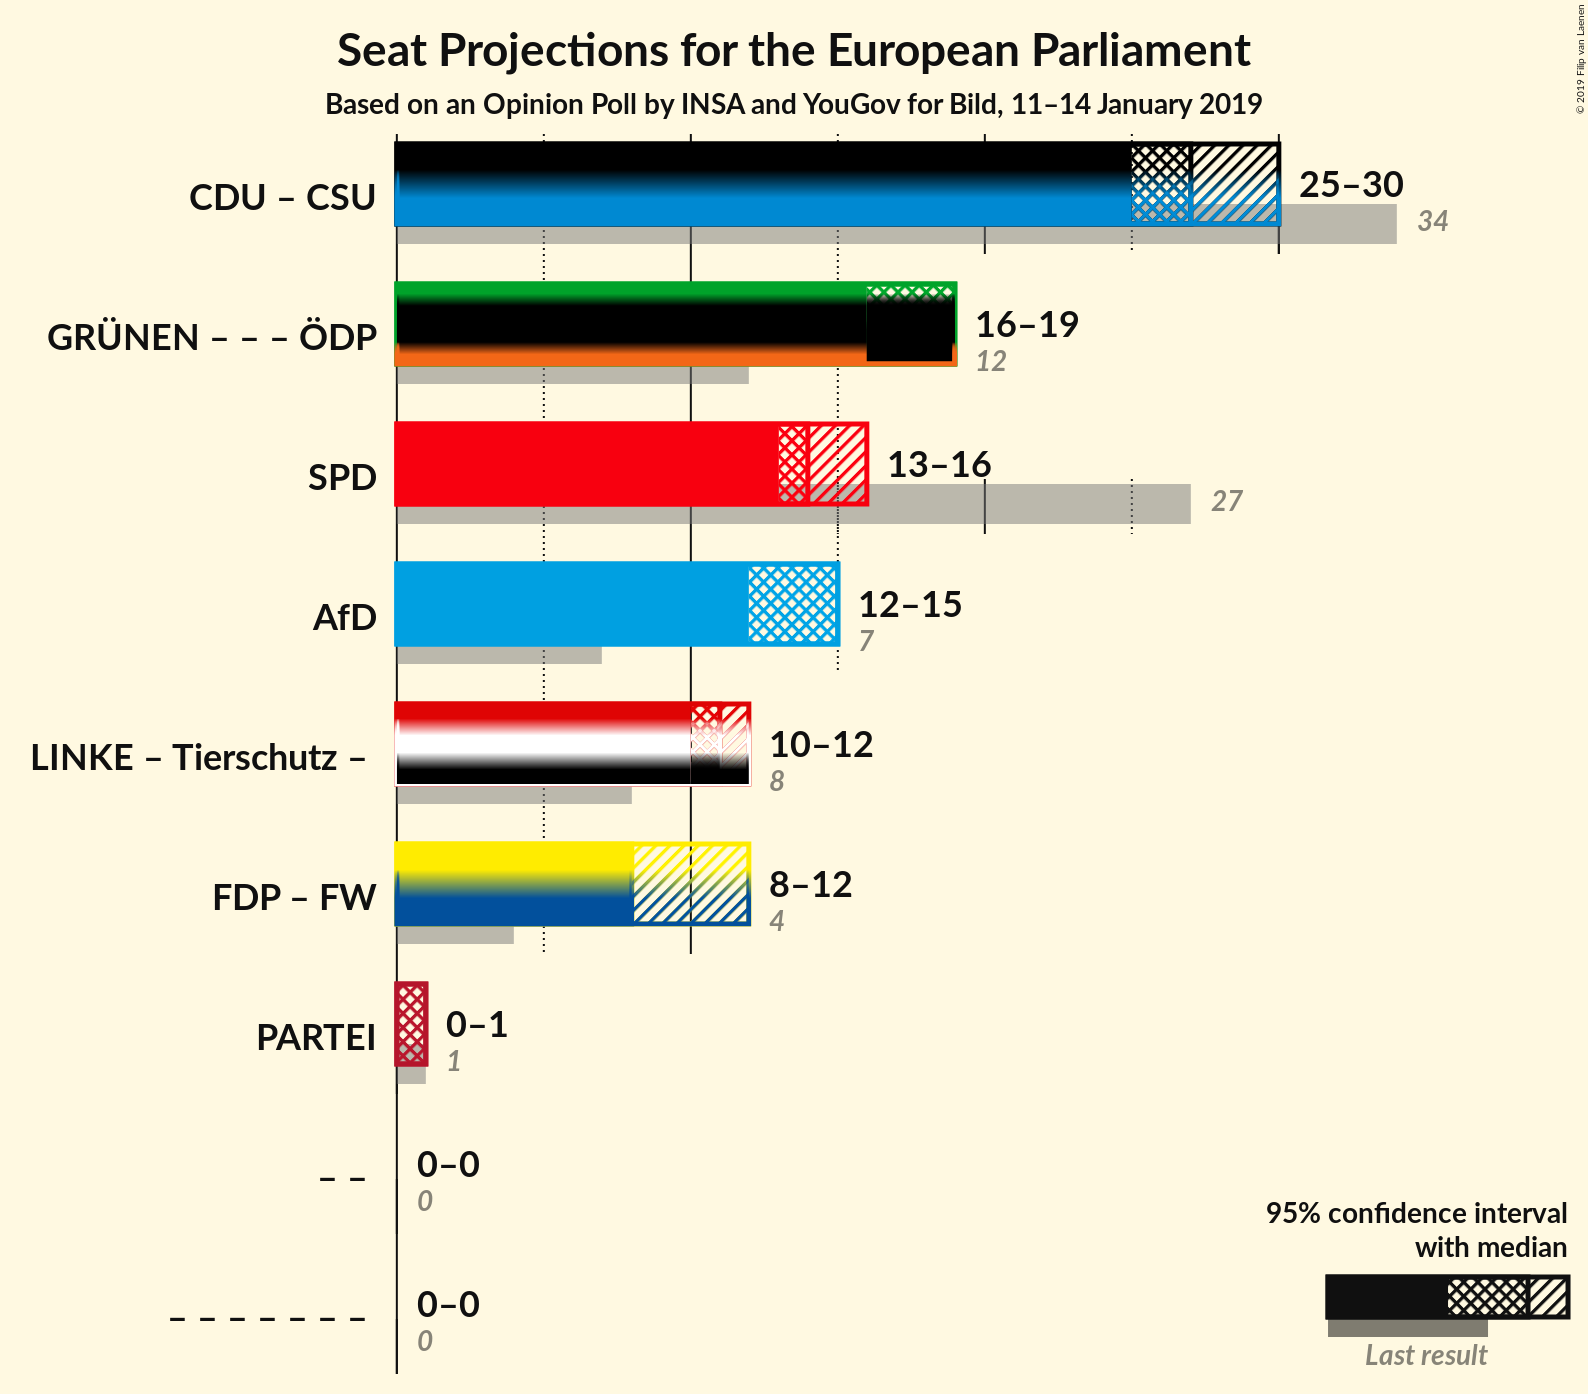 Seat Projections for the European Parliament
Based on an Opinion Poll by INSA and YouGov for Bild, 11–14 January 2019
© 2019 Filip van Laenen
CDU – CSU
25–30
34
GRÜNEN – – – ÖDP
16–19
12
SPD
13–16
27
AfD
12–15
7
LINKE – Tierschutz –
10–12
8
FDP – FW
8–12
4
PARTEI
0–1
1
– –
0–0
0
– – – – – – –
0–0
0
95% confidence interval
with median
Last result